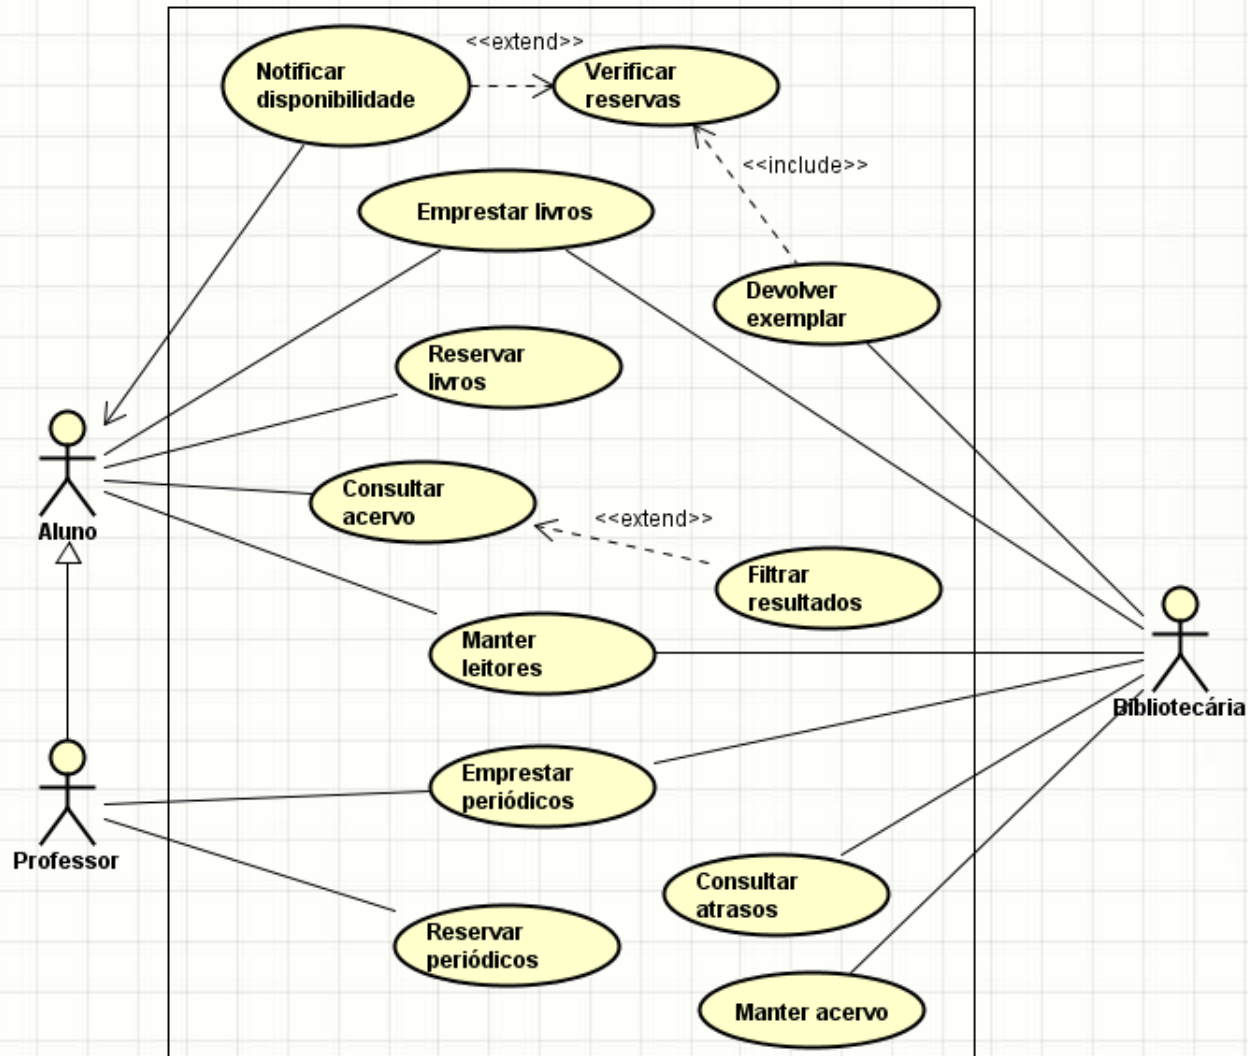 <<extend>>
Notificar
disponibilidade
Verificar
reservas
<<include>>
Emprestar livros
Devolver
exemplar
Reservar
livros
Consultar
acervo
<<extend>>
Aluno
Filtrar
resultados
Manter
leitores
Bibliotecária
Emprestar
periódicos
Professor
Consultar
atrasos
Reservar
periódicos
Manter acervo